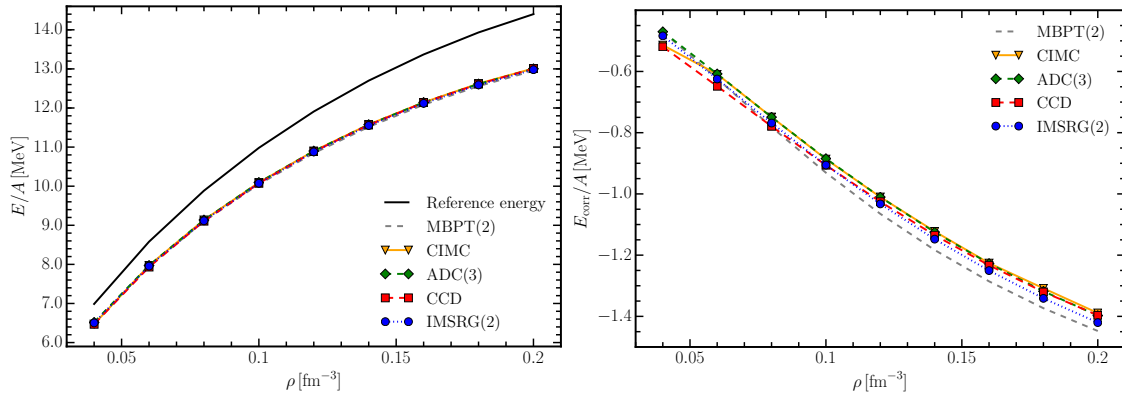 14.0
13.0
12.0
11.0
10.0
9.0
8.0
7.0
6.0
E/A [MeV]
0.05
0.1
0.15
0.2
ρ [fm⁻³]
Reference energy
MBPT(2)
CIMC
ADC(3)
CCD
IMSRG(2)
−0.6
−0.8
−1.0
−1.2
−1.4
E_corr/A [MeV]
0.05
0.1
0.15
0.2
ρ [fm⁻³]
MBPT(2)
CIMC
ADC(3)
CCD
IMSRG(2)